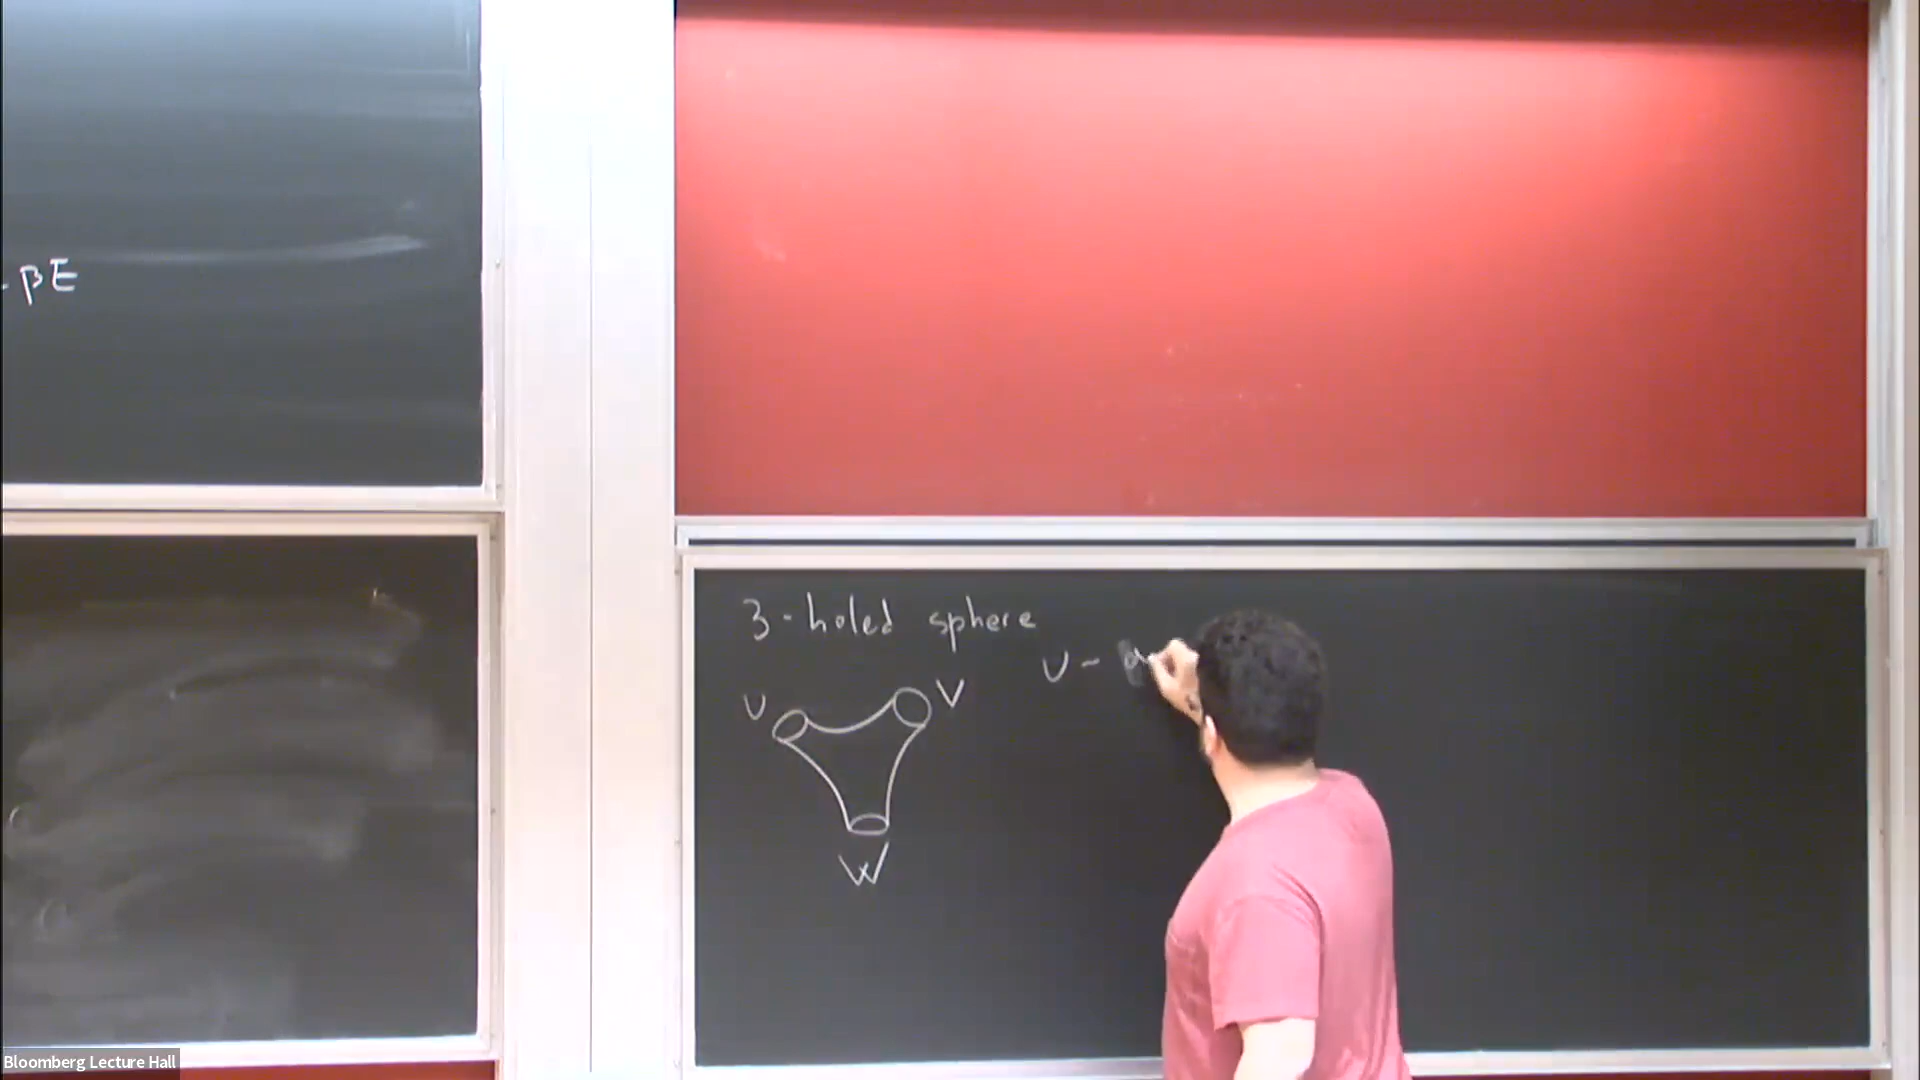 -βE
3-holed sphere
U -
U
V
W
Bloomberg Lecture Hall